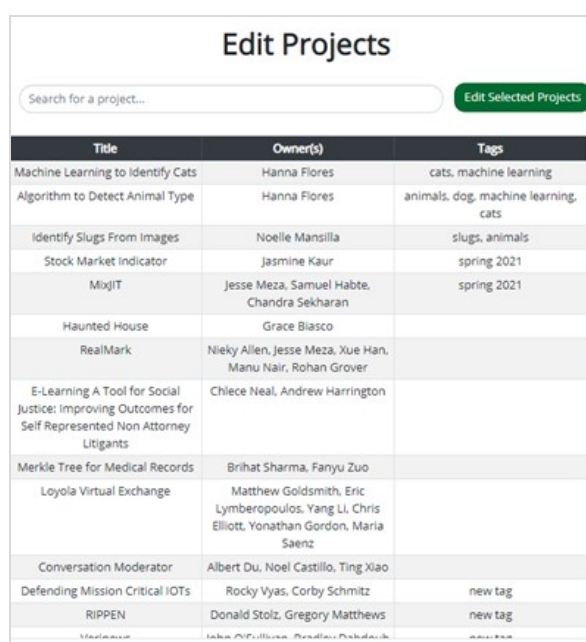 Edit Projects
Search for a project...
Edit Selected Projects
Title Owner(s) Tags
Machine Learning to Identify Cats Hanna Flores cats, machine learning
Algorithm to Detect Animal Type Hanna Flores animals, dog, machine learning,
cats
Identify Slugs From Images Noelle Mansilla slugs, animals
Stock Market Indicator Jasmine Kaur spring 2021
MixJIT Jesse Meza, Samuel Habte, spring 2021
Chandra Sekharan
Haunted House Grace Biasco
RealMark Nieky Allen, Jesse Meza, Xue Han,
Manu Nair, Rohan Grover
E-Learning A Tool for Social Chlece Neal, Andrew Harrington
Justice: Improving Outcomes for
Self Represented Non Attorney
Litigants
Merkle Tree for Medical Records Brihat Sharma, Fanyu Zuo
Loyola Virtual Exchange Matthew Goldsmith, Eric
Lymberopoulos, Yang Li, Chris
Elliott, Yonathan Gordon, Maria
Saenz
Conversation Moderator Albert Du, Noel Castillo, Ting Xiao
Defending Mission Critical IOTs Rocky Vyas, Corby Schmitz new tag
RIPPEN Donald Stolz, Gregory Matthews new tag